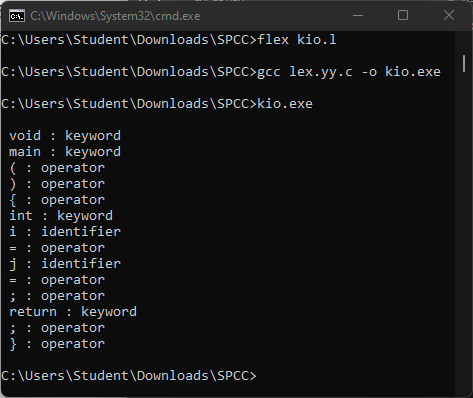 C:\Windows\System32\cmd.exe
C:\Users\Student\Downloads\SPCC>flex kio.l
C:\Users\Student\Downloads\SPCC>gcc lex.yy.c -o kio.exe
C:\Users\Student\Downloads\SPCC>kio.exe
void : keyword
main : keyword
( : operator
) : operator
{ : operator
int : keyword
i : identifier
= : operator
j : identifier
= : operator
; : operator
return : keyword
; : operator
} : operator
C:\Users\Student\Downloads\SPCC>